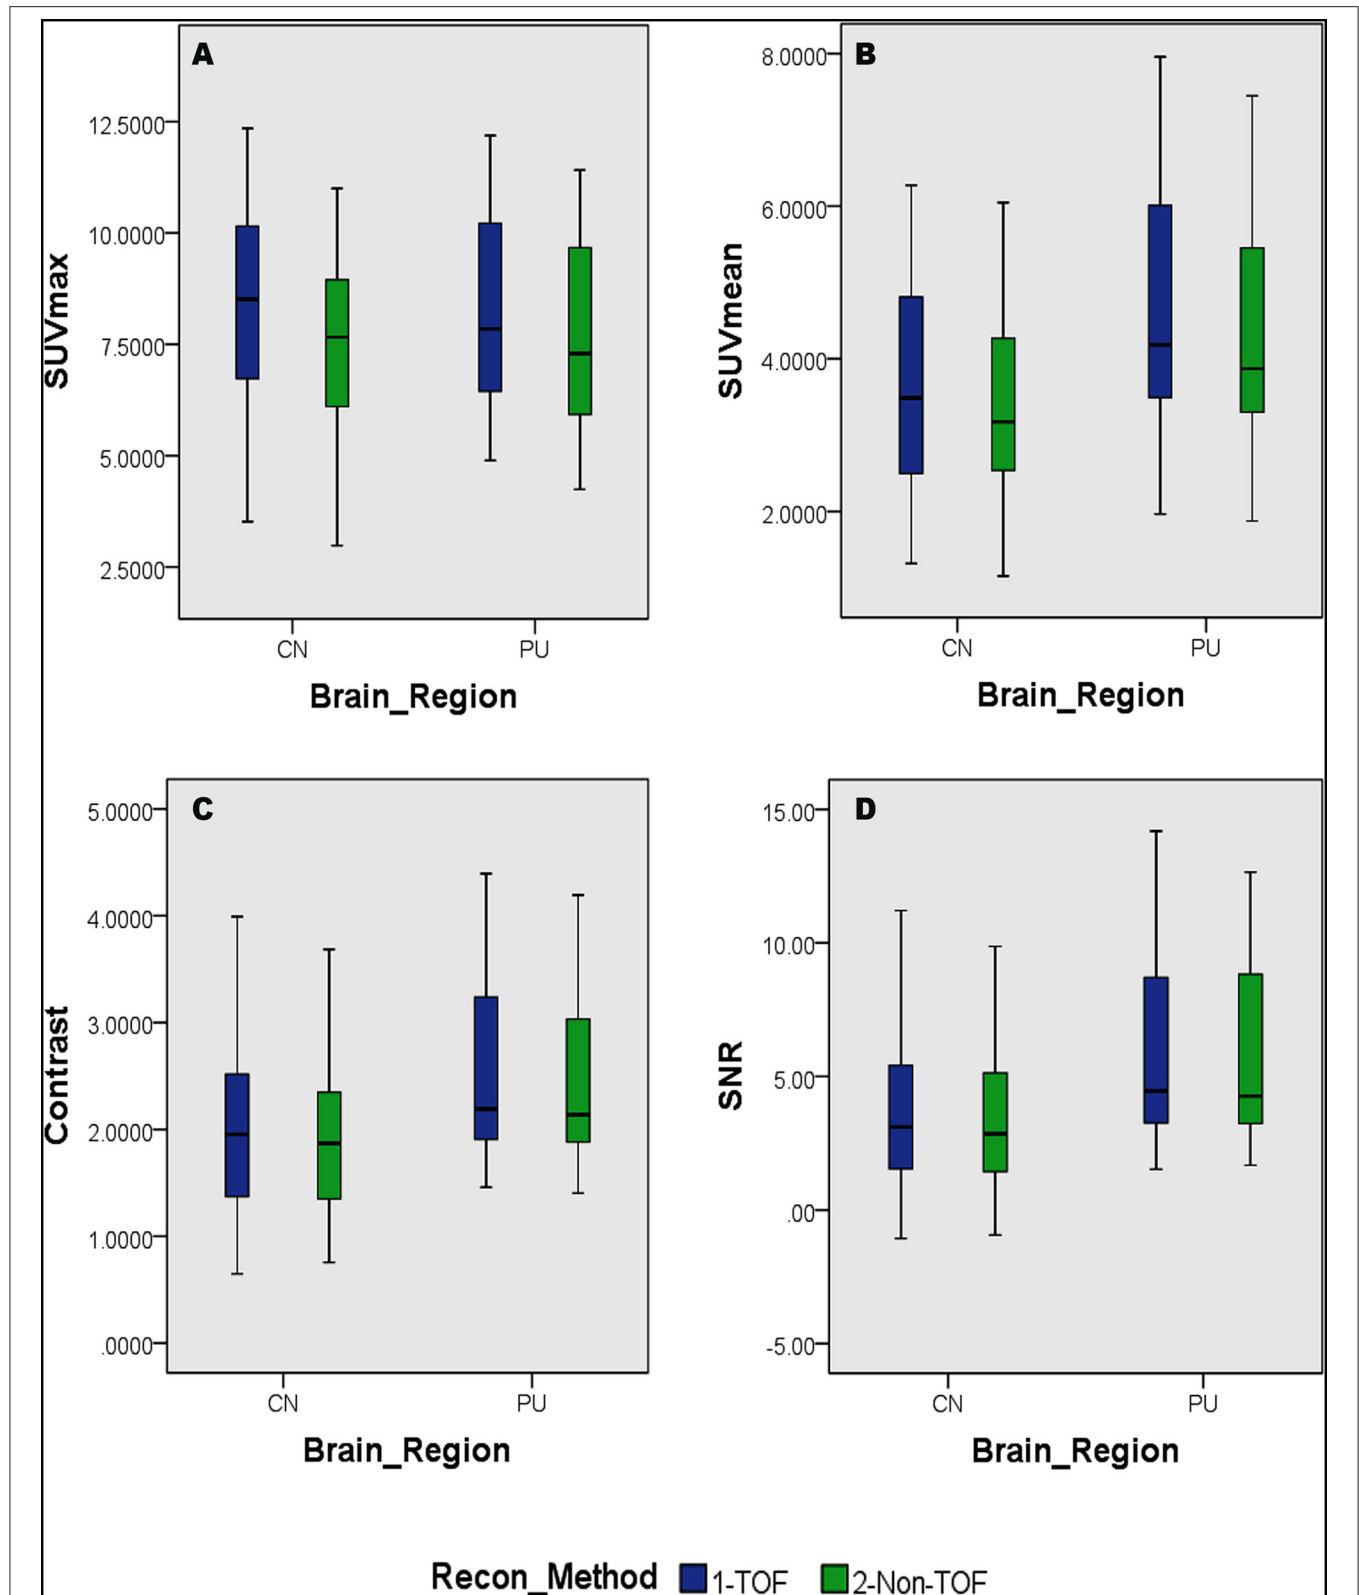 A
12.5000
10.0000
7.5000
5.0000
2.5000
SUVmax
CN PU
Brain_Region
B
8.0000
6.0000
4.0000
2.0000
SUVmean
CN PU
Brain_Region
C
5.0000
4.0000
3.0000
2.0000
1.0000
.0000
Contrast
CN PU
Brain_Region
D
15.00
10.00
5.00
.00
-5.00
SNR
CN PU
Brain_Region
Recon_Method 1-TOF 2-Non-TOF